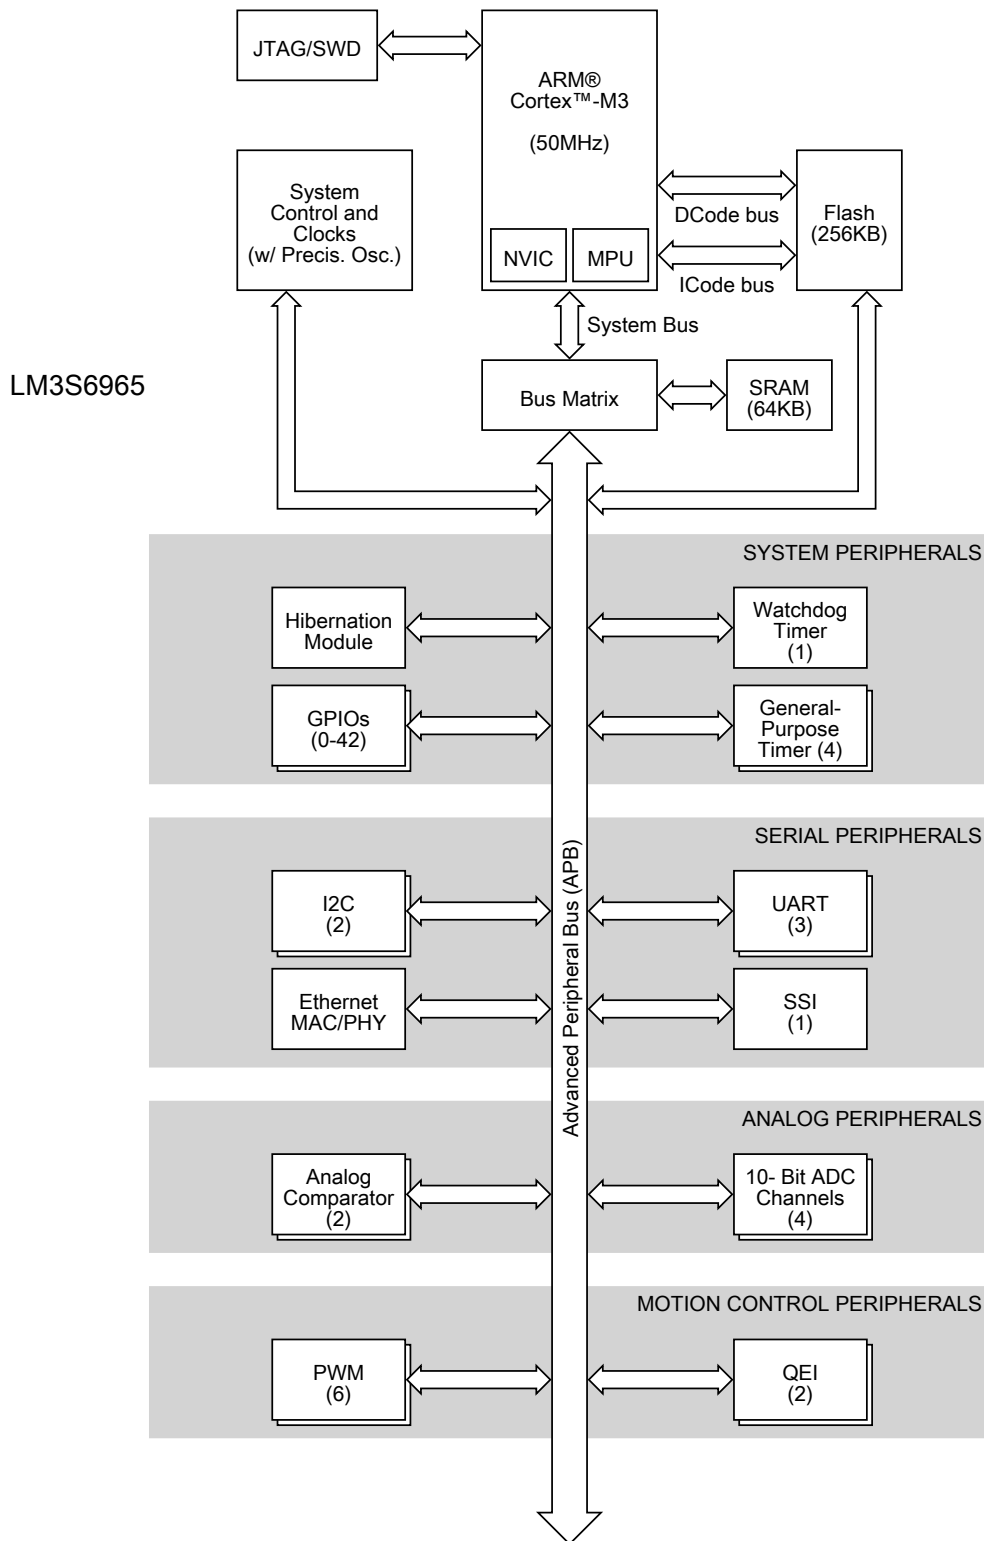 JTAG/SWD
ARM®
Cortex™-M3
(50MHz)
NVIC
MPU
System
Control and
Clocks
(w/ Precis. Osc.)
DCode bus
ICode bus
Flash
(256KB)
System Bus
LM3S6965
Bus Matrix
SRAM
(64KB)
SYSTEM PERIPHERALS
Hibernation
Module
Watchdog
Timer
(1)
GPIOs
(0-42)
General-
Purpose
Timer (4)
Advanced Peripheral Bus (APB)
SERIAL PERIPHERALS
I2C
(2)
UART
(3)
Ethernet
MAC/PHY
SSI
(1)
ANALOG PERIPHERALS
Analog
Comparator
(2)
10- Bit ADC
Channels
(4)
MOTION CONTROL PERIPHERALS
PWM
(6)
QEI
(2)